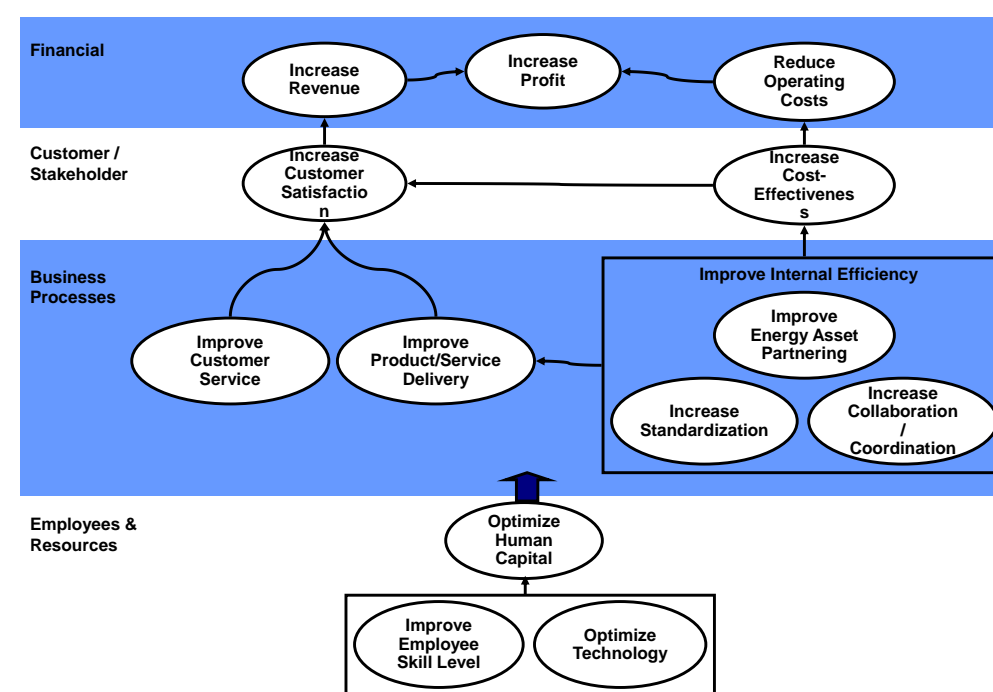 Financial
Increase
Revenue
Increase
Profit
Reduce
Operating
Costs
Customer /
Stakeholder
Increase
Customer
Satisfactio
n
Increase
Cost-
Effectivenes
s
Business
Processes
Improve Internal Efficiency
Improve
Energy Asset
Partnering
Improve
Customer
Service
Improve
Product/Service
Delivery
Increase
Standardization
Increase
Collaboration
/
Coordination
Employees &
Resources
Optimize
Human
Capital
Improve
Employee
Skill Level
Optimize
Technology